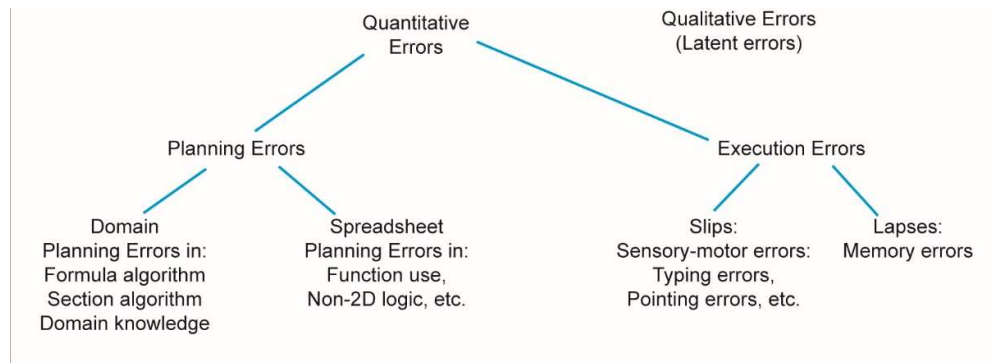 Quantitative
Errors
Qualitative Errors
(Latent errors)
Planning Errors
Execution Errors
Domain
Planning Errors in:
Formula algorithm
Section algorithm
Domain knowledge
Spreadsheet
Planning Errors in:
Function use,
Non-2D logic, etc.
Slips:
Sensory-motor errors:
Typing errors,
Pointing errors, etc.
Lapses:
Memory errors